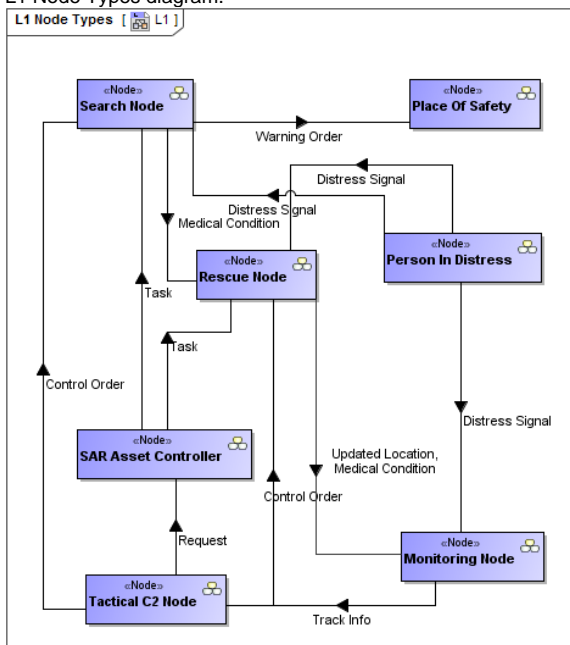 L1 Node Types diagram:
L1 Node Types [ L1 ]
«Node»
Search Node
«Node»
Place Of Safety
Warning Order
Distress Signal
Distress Signal
Medical Condition
«Node»
Person In Distress
«Node»
Rescue Node
Task
Task
Control Order
Distress Signal
«Node»
SAR Asset Controller
Updated Location,
Medical Condition
Control Order
Request
«Node»
Monitoring Node
«Node»
Tactical C2 Node
Track Info